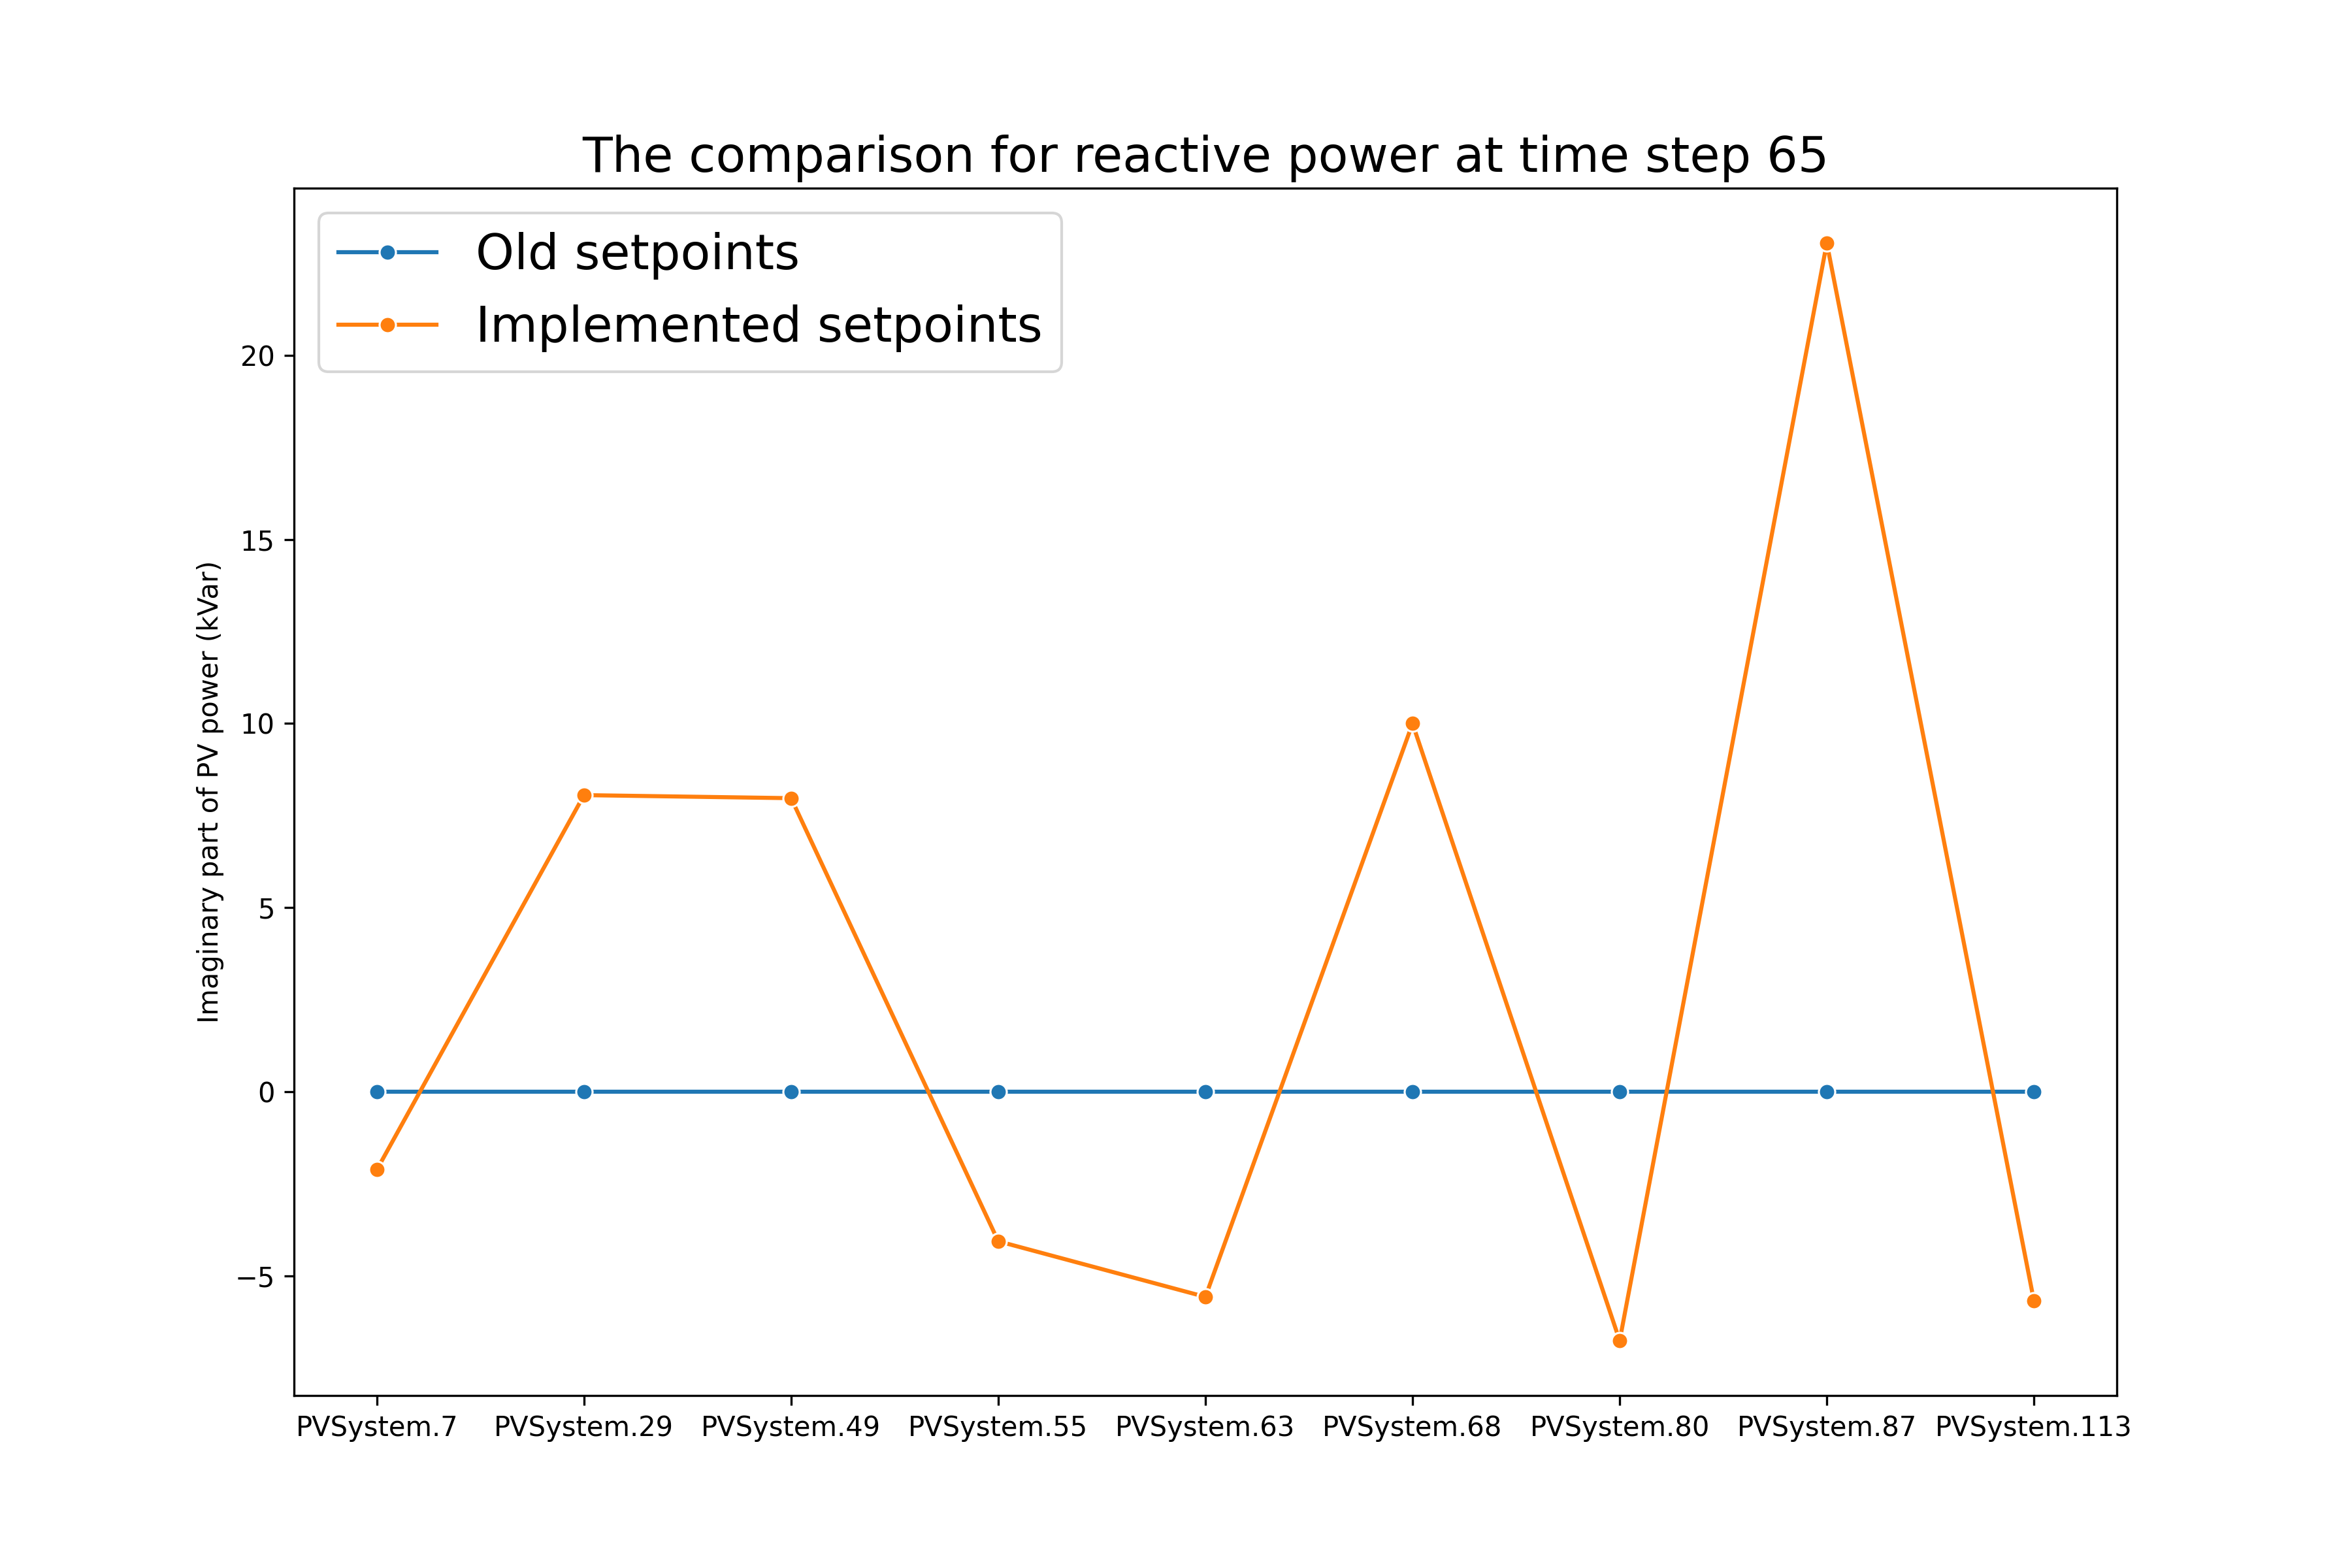 The comparison for reactive power at time step 65
Old setpoints
Implemented setpoints
Imaginary part of PV power (kVar)
20
15
10
5
0
−5
PVSystem.7 PVSystem.29 PVSystem.49 PVSystem.55 PVSystem.63 PVSystem.68 PVSystem.80 PVSystem.87 PVSystem.113